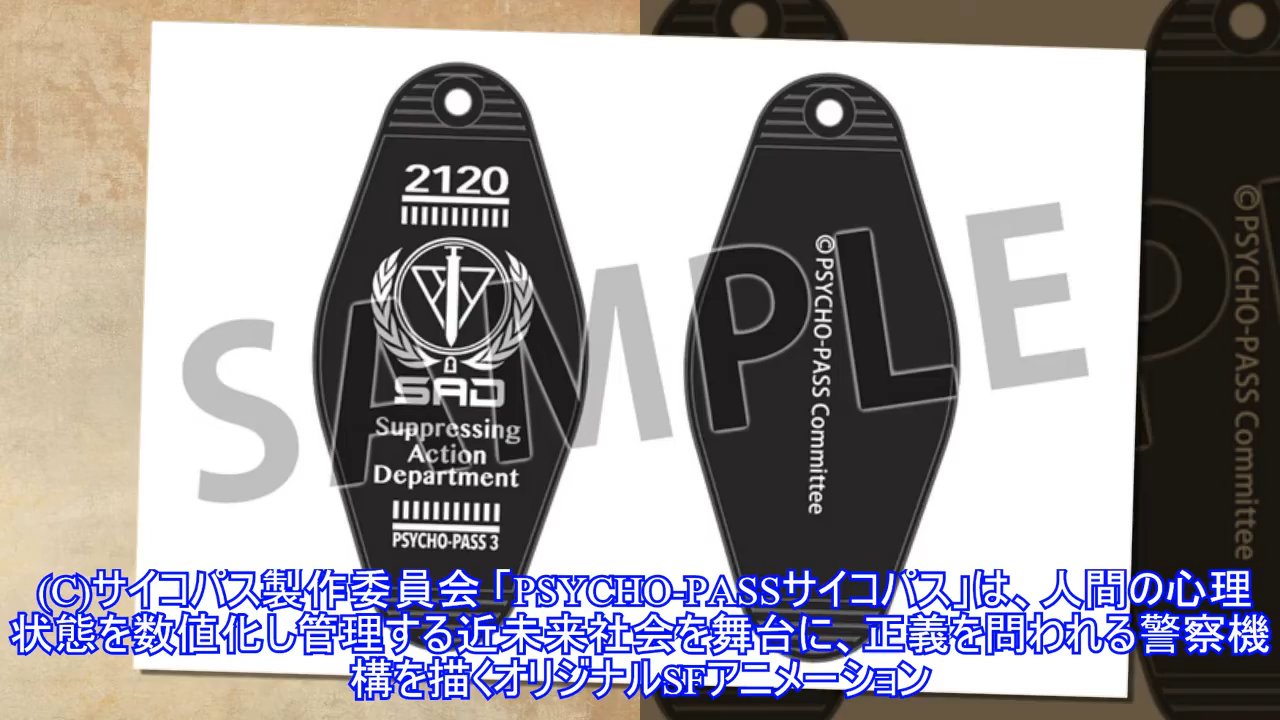 2120
SAD
Suppressing
Action
Department
PSYCHO-PASS 3
©PSYCHO-PASS Committee
SAMPLE
©PSYCHO-PASS Committee
(C)サイコパス製作委員会「PSYCHO-PASSサイコパス」は、人間の心理
状態を数値化し管理する近未来社会を舞台に、正義を問われる警察機
構を描くオリジナルSFアニメーション